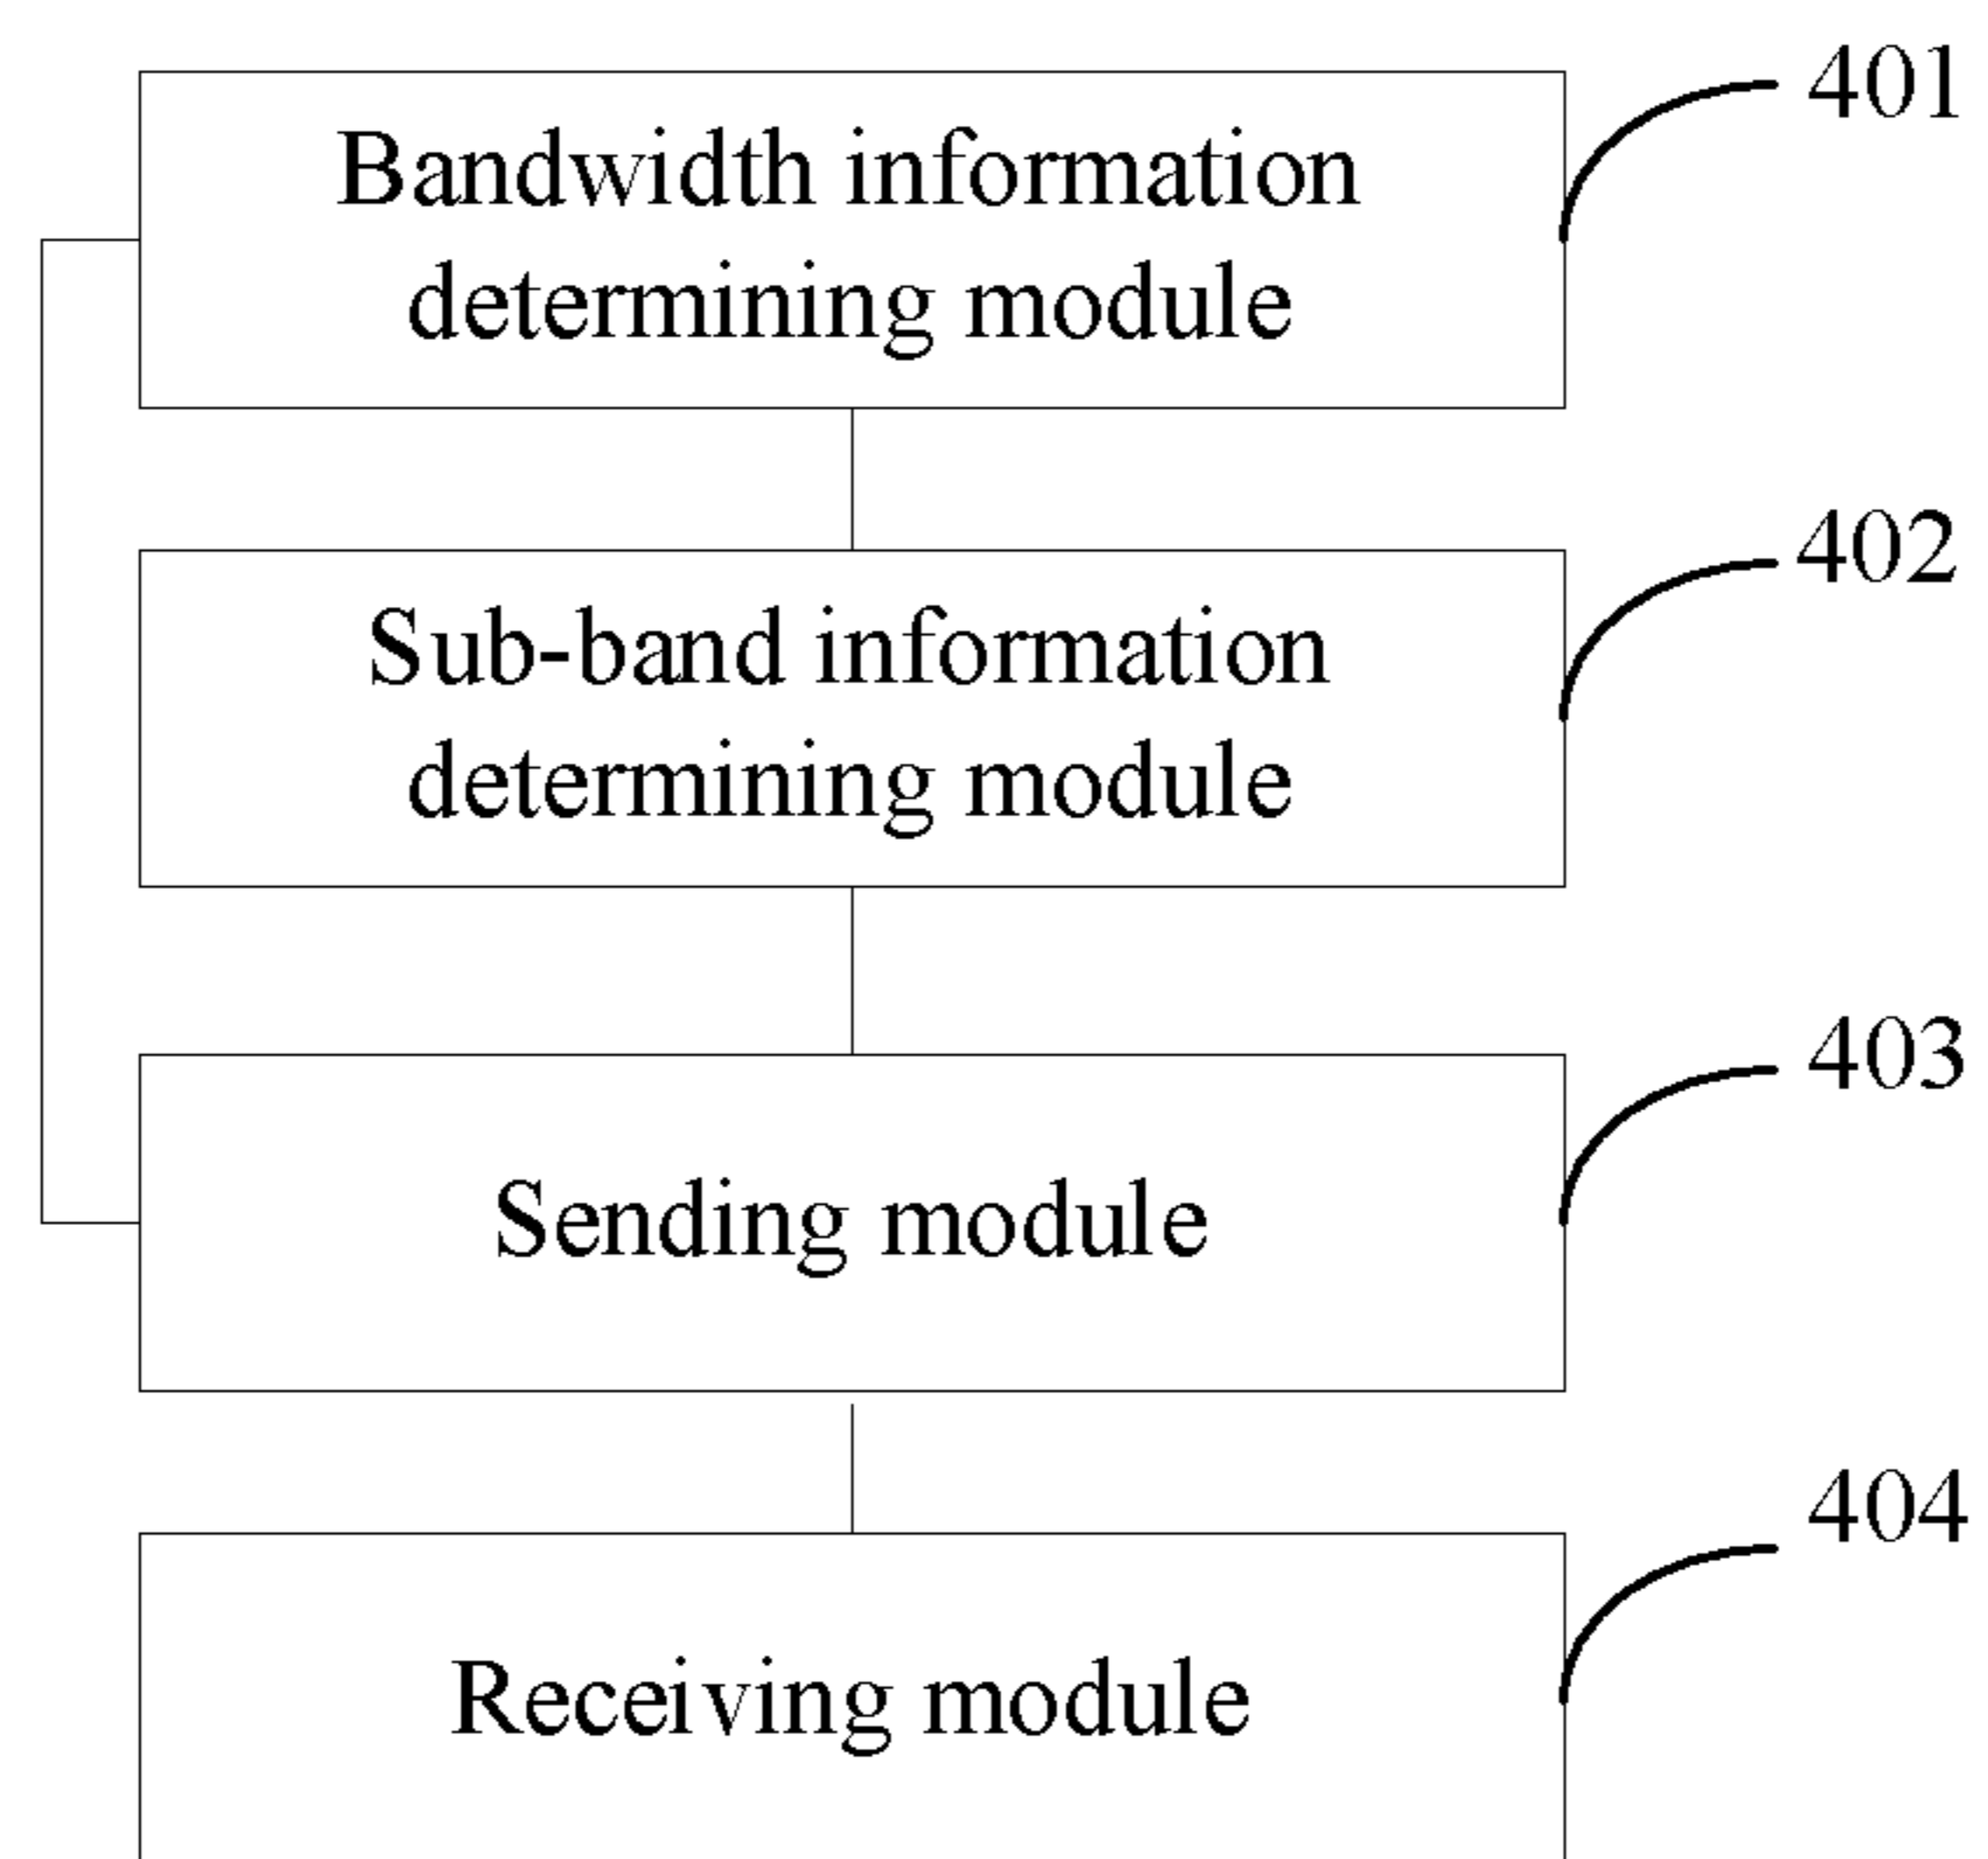 401
Bandwidth information
determining module
402
Sub-band information
determining module
403
Sending module
404
Receiving module